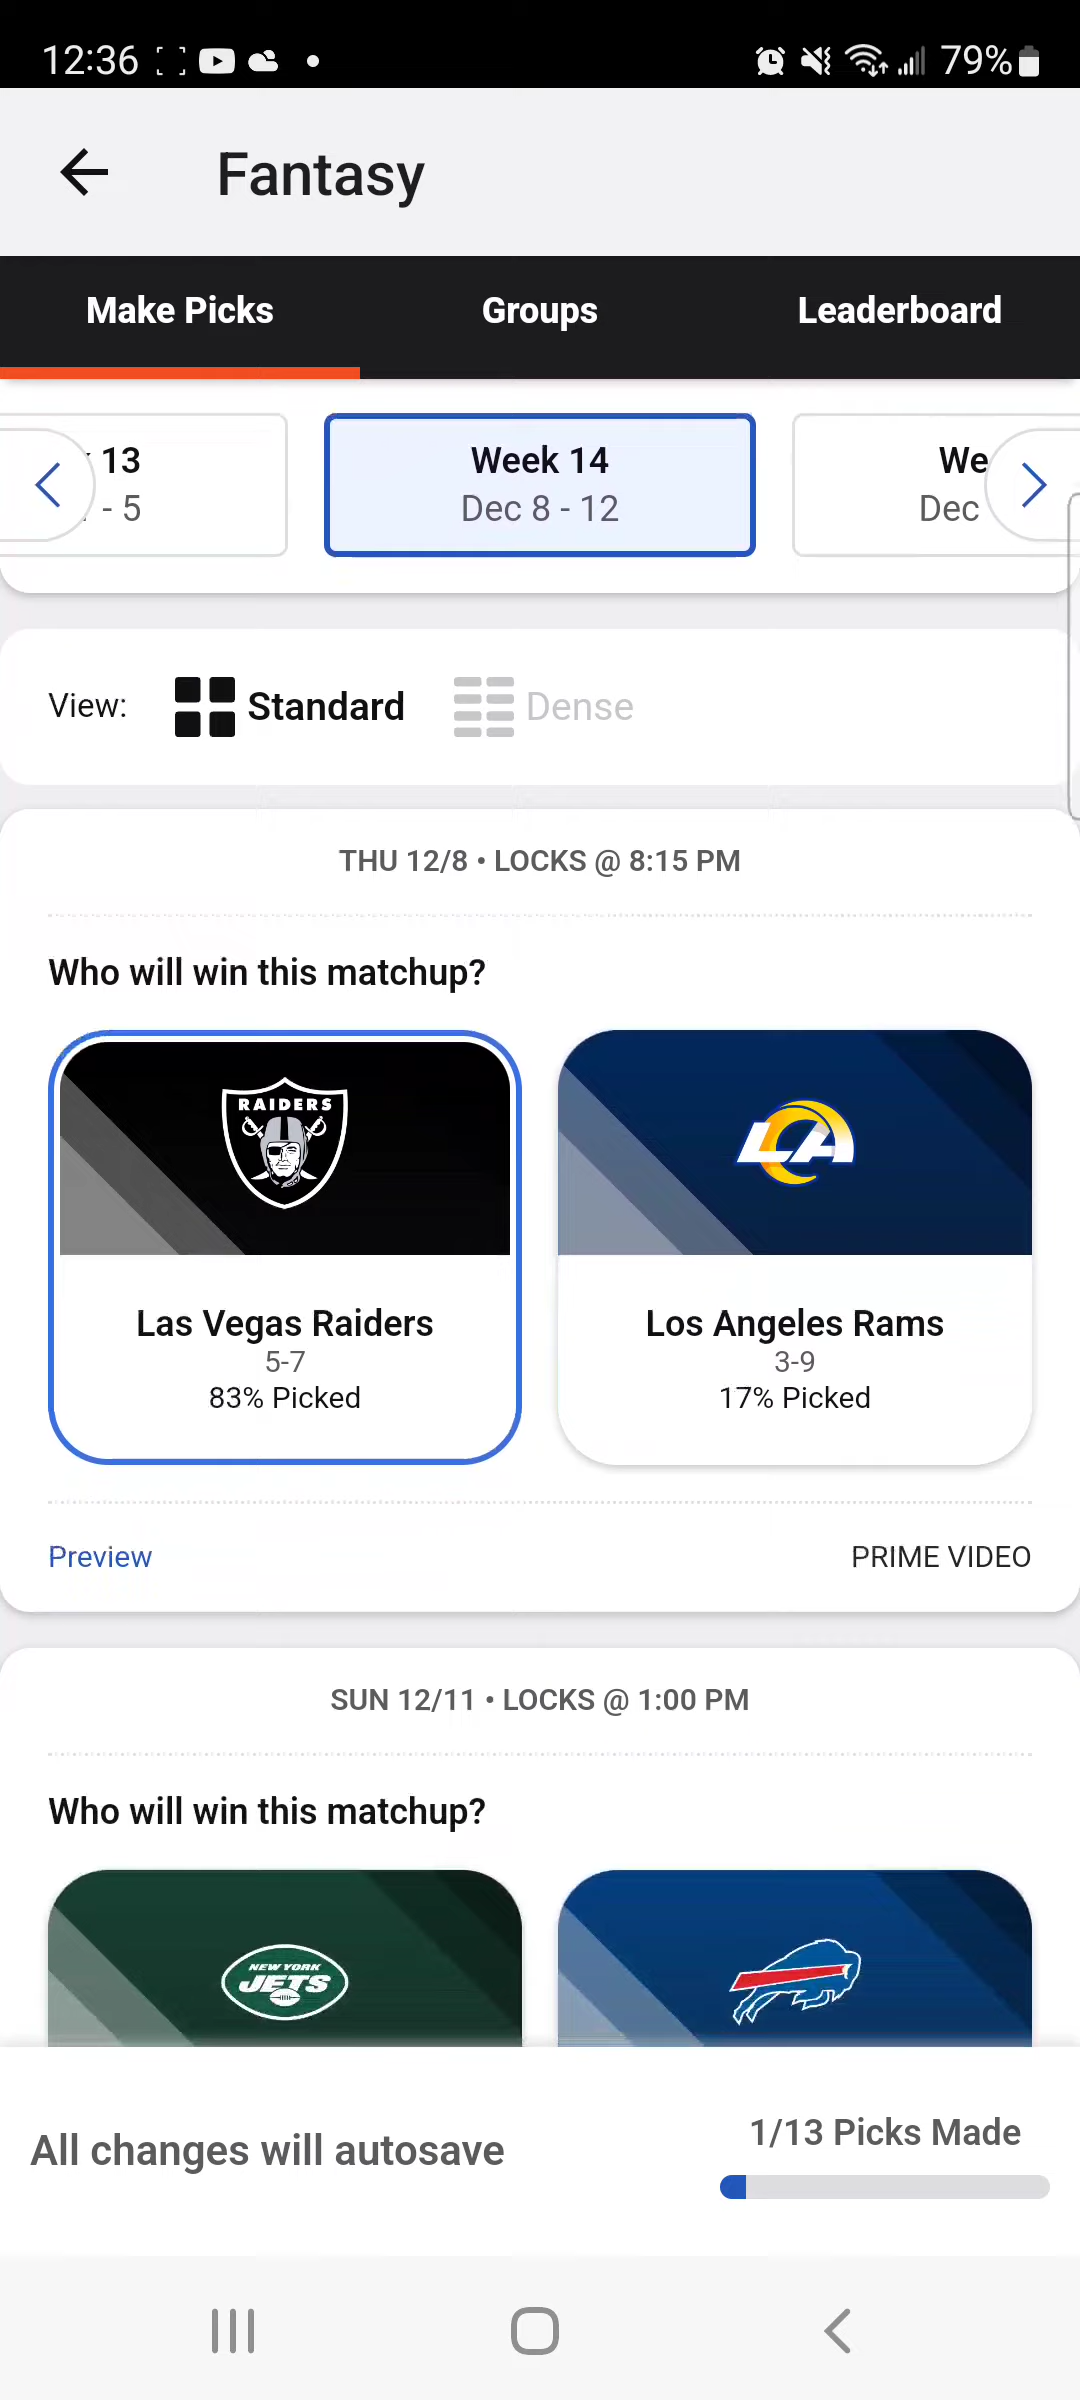 12:36
79%
Fantasy
Make Picks
Groups
Leaderboard
13
- 5
Week 14
Dec 8 - 12
We
Dec
View:
Standard
Dense
THU 12/8 • LOCKS @ 8:15 PM
Who will win this matchup?
RAIDERS
LA
Las Vegas Raiders
5-7
83% Picked
Los Angeles Rams
3-9
17% Picked
Preview
PRIME VIDEO
SUN 12/11 • LOCKS @ 1:00 PM
Who will win this matchup?
NEW YORK
JETS
All changes will autosave
1/13 Picks Made